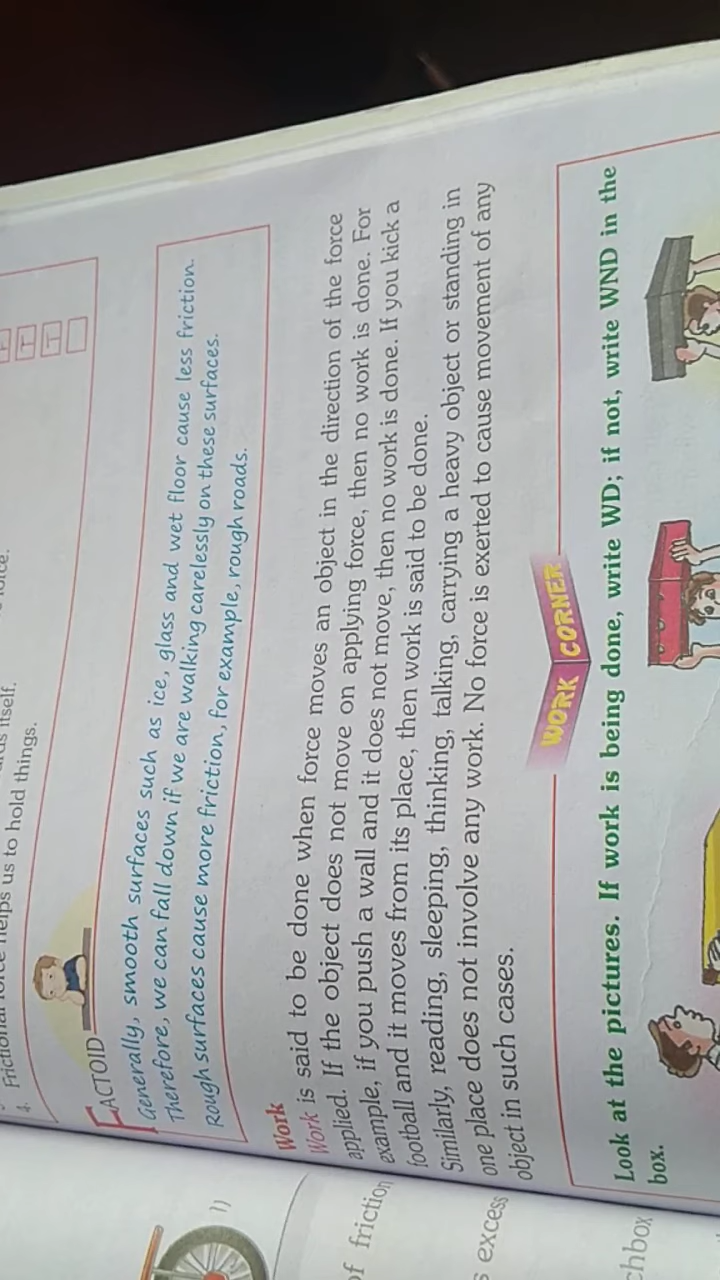 itself.
4. Frictional force helps us to hold things.
T
T
FACTOID
Generally, smooth surfaces such as ice, glass and wet floor cause less friction.
Therefore, we can fall down if we are walking carelessly on these surfaces.
Rough surfaces cause more friction, for example, rough roads.
Work
Work is said to be done when force moves an object in the direction of the force
applied. If the object does not move on applying force, then no work is done. For
example, if you push a wall and it does not move, then no work is done. If you kick a
football and it moves from its place, then work is said to be done.
Similarly, reading, sleeping, thinking, talking, carrying a heavy object or standing in
one place does not involve any work. No force is exerted to cause movement of any
object in such cases.
WORK CORNER
Look at the pictures. If work is being done, write WD; if not, write WND in the
box.
of friction
excess